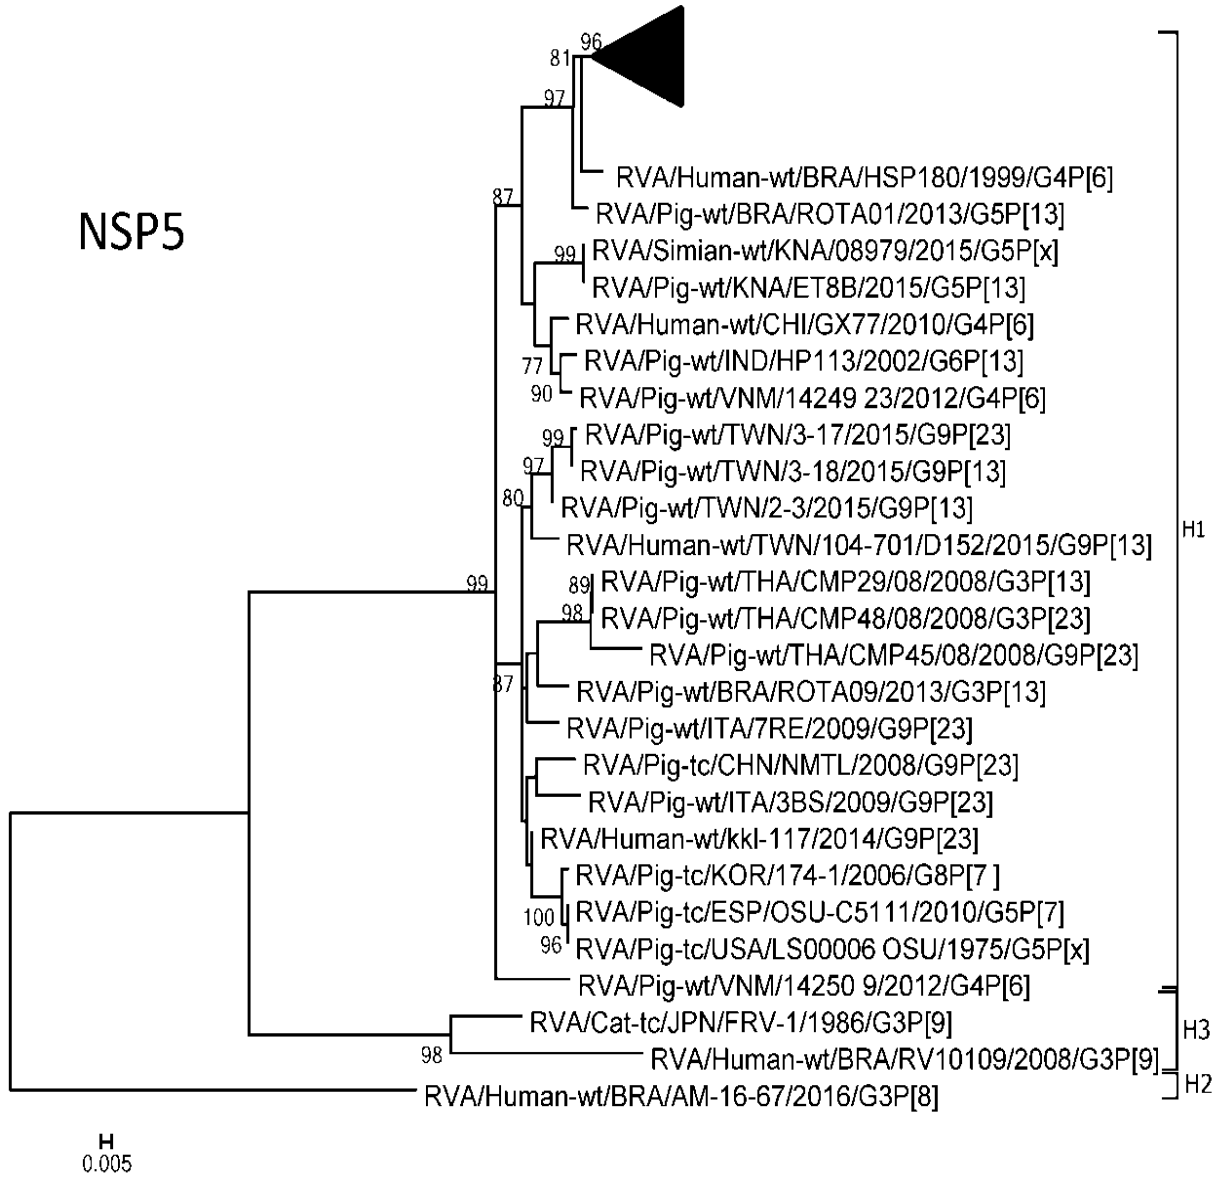 96
81
97
RVA/Human-wt/BRA/HSP180/1999/G4P[6]
87
RVA/Pig-wt/BRA/ROTA01/2013/G5P[13]
NSP5
99
RVA/Simian-wt/KNA/08979/2015/G5P[x]
RVA/Pig-wt/KNA/ET8B/2015/G5P[13]
RVA/Human-wt/CHI/GX77/2010/G4P[6]
77
RVA/Pig-wt/IND/HP113/2002/G6P[13]
90
RVA/Pig-wt/VNM/14249 23/2012/G4P[6]
99
RVA/Pig-wt/TWN/3-17/2015/G9P[23]
97
RVA/Pig-wt/TWN/3-18/2015/G9P[13]
80
RVA/Pig-wt/TWN/2-3/2015/G9P[13]
H1
RVA/Human-wt/TWN/104-701/D152/2015/G9P[13]
99
89
RVA/Pig-wt/THA/CMP29/08/2008/G3P[13]
98
RVA/Pig-wt/THA/CMP48/08/2008/G3P[23]
RVA/Pig-wt/THA/CMP45/08/2008/G9P[23]
87
RVA/Pig-wt/BRA/ROTA09/2013/G3P[13]
RVA/Pig-wt/ITA/7RE/2009/G9P[23]
RVA/Pig-tc/CHN/NMTL/2008/G9P[23]
RVA/Pig-wt/ITA/3BS/2009/G9P[23]
RVA/Human-wt/kkl-117/2014/G9P[23]
RVA/Pig-tc/KOR/174-1/2006/G8P[7 ]
100
RVA/Pig-tc/ESP/OSU-C5111/2010/G5P[7]
96
RVA/Pig-tc/USA/LS00006 OSU/1975/G5P[x]
RVA/Pig-wt/VNM/14250 9/2012/G4P[6]
RVA/Cat-tc/JPN/FRV-1/1986/G3P[9]
H3
98
RVA/Human-wt/BRA/RV10109/2008/G3P[9]
H2
RVA/Human-wt/BRA/AM-16-67/2016/G3P[8]
0.005